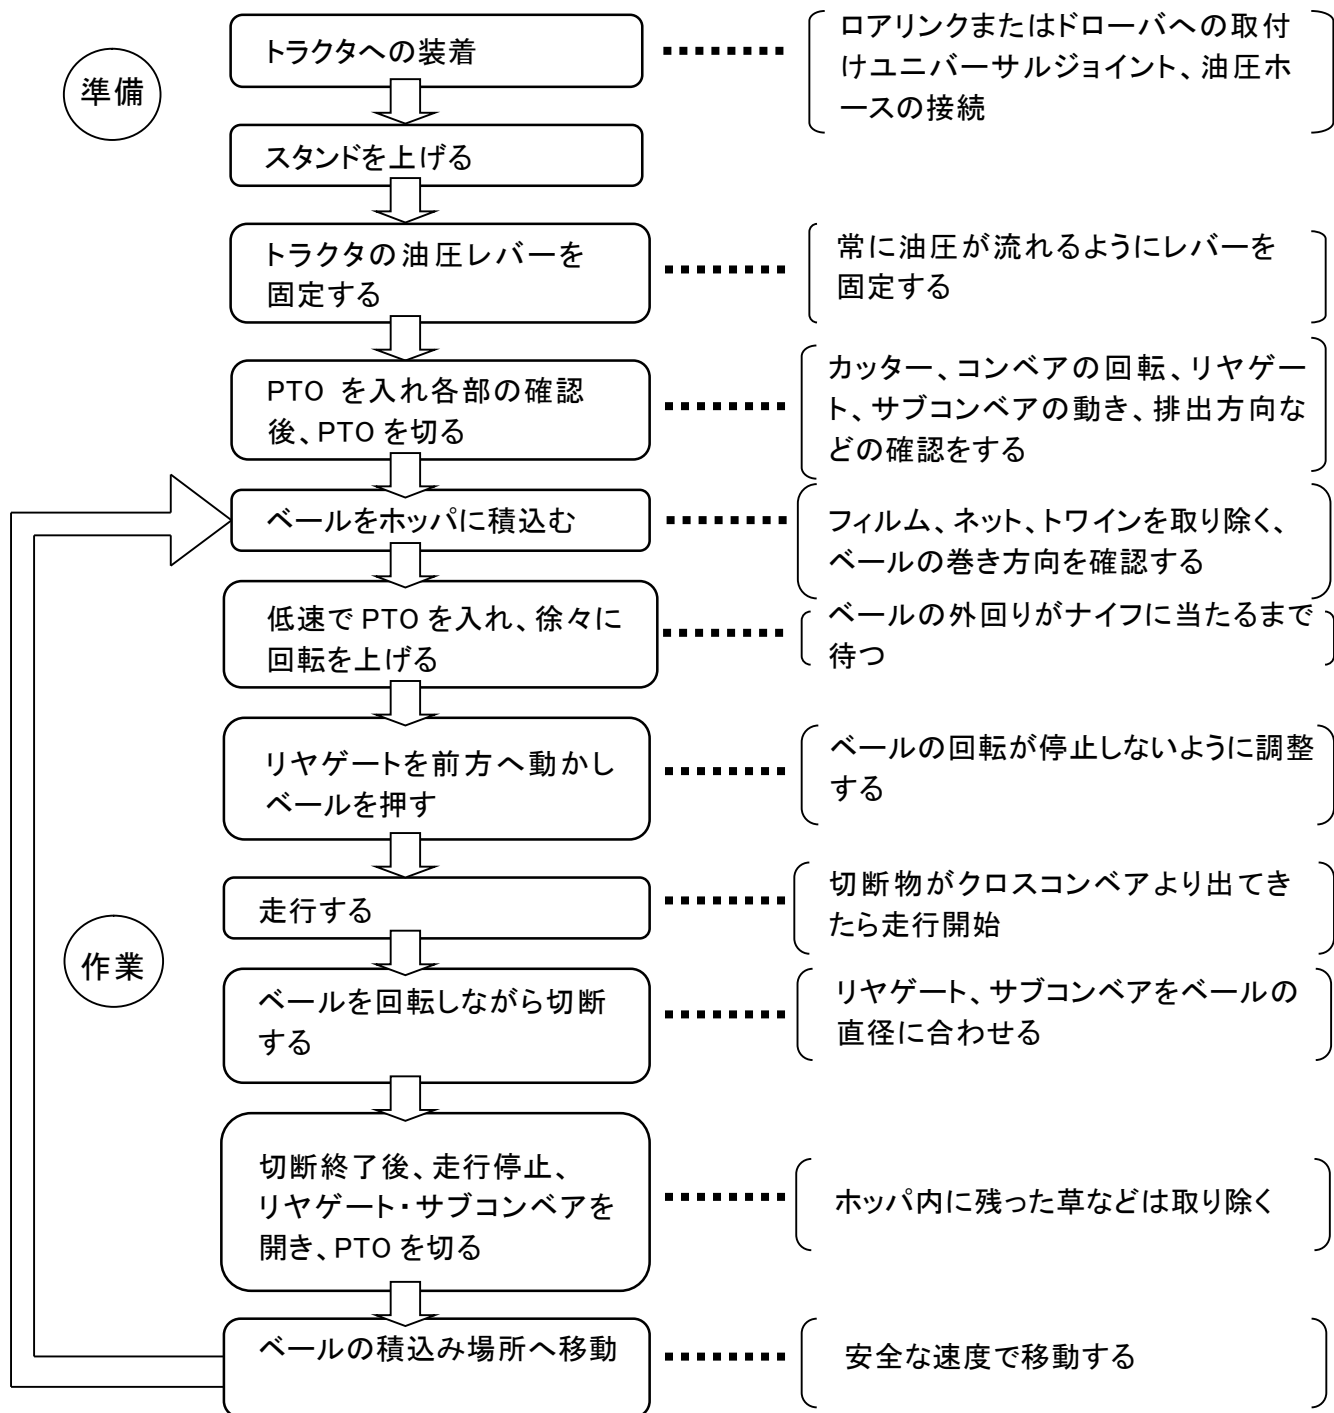 準備
トラクタへの装着
ロアリンクまたはドローバへの取付
けユニバーサルジョイント、油圧ホ
ースの接続
スタンドを上げる
トラクタの油圧レバーを
固定する
常に油圧が流れるようにレバーを
固定する
PTO を入れ各部の確認
後、PTO を切る
カッター、コンベアの回転、リヤゲー
ト、サブコンベアの動き、排出方向な
どの確認をする
ベールをホッパに積込む
フィルム、ネット、トワインを取り除く、
ベールの巻き方向を確認する
低速で PTO を入れ、徐々に
回転を上げる
ベールの外回りがナイフに当たるまで
待つ
リヤゲートを前方へ動かし
ベールを押す
ベールの回転が停止しないように調整
する
走行する
切断物がクロスコンベアより出てき
たら走行開始
作業
ベールを回転しながら切断
する
リヤゲート、サブコンベアをベールの
直径に合わせる
切断終了後、走行停止、
リヤゲート・サブコンベアを
開き、PTO を切る
ホッパ内に残った草などは取り除く
ベールの積込み場所へ移動
安全な速度で移動する